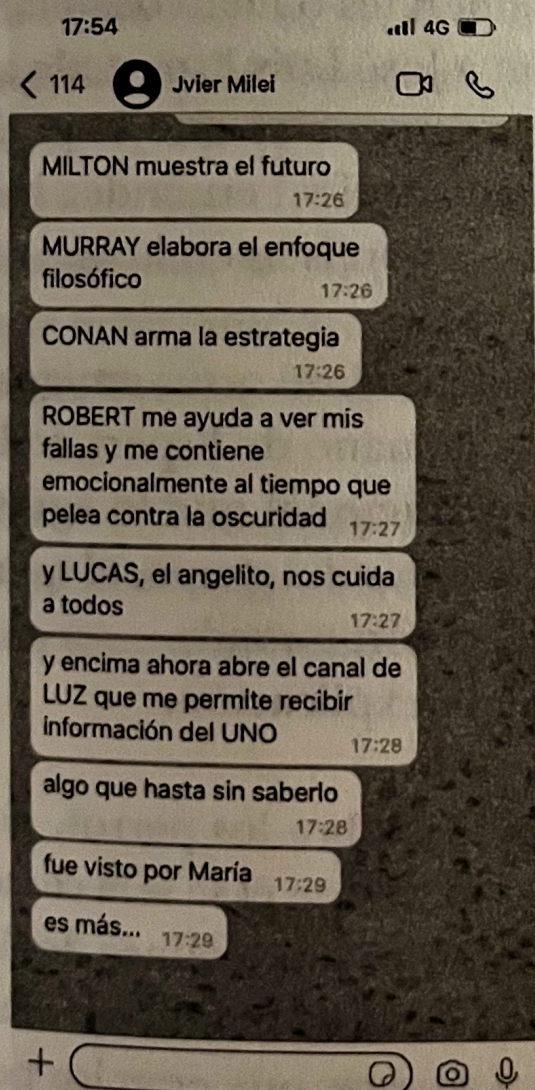 17:54
4G
114
Jvier Milei
MILTON muestra el futuro
17:26
MURRAY elabora el enfoque
filosófico
17:26
CONAN arma la estrategia
17:26
ROBERT me ayuda a ver mis
fallas y me contiene
emocionalmente al tiempo que
pelea contra la oscuridad 17:27
y LUCAS, el angelito, nos cuida
a todos
17:27
y encima ahora abre el canal de
LUZ que me permite recibir
información del UNO
17:28
algo que hasta sin saberlo
17:28
fue visto por María 17:29
es más... 17:29